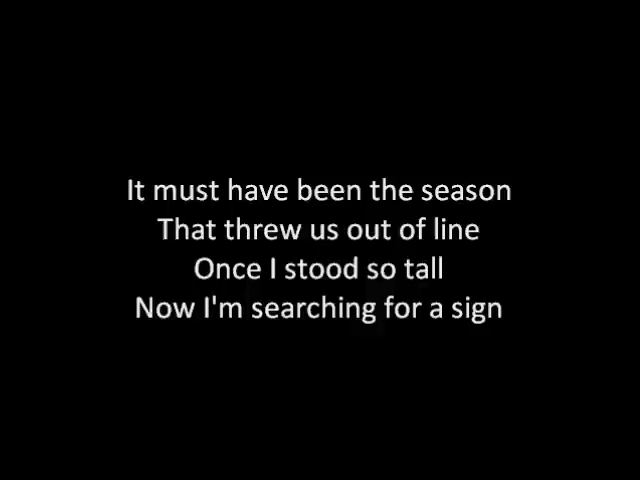 It must have been the season
That threw us out of line
Once I stood so tall
Now I'm searching for a sign